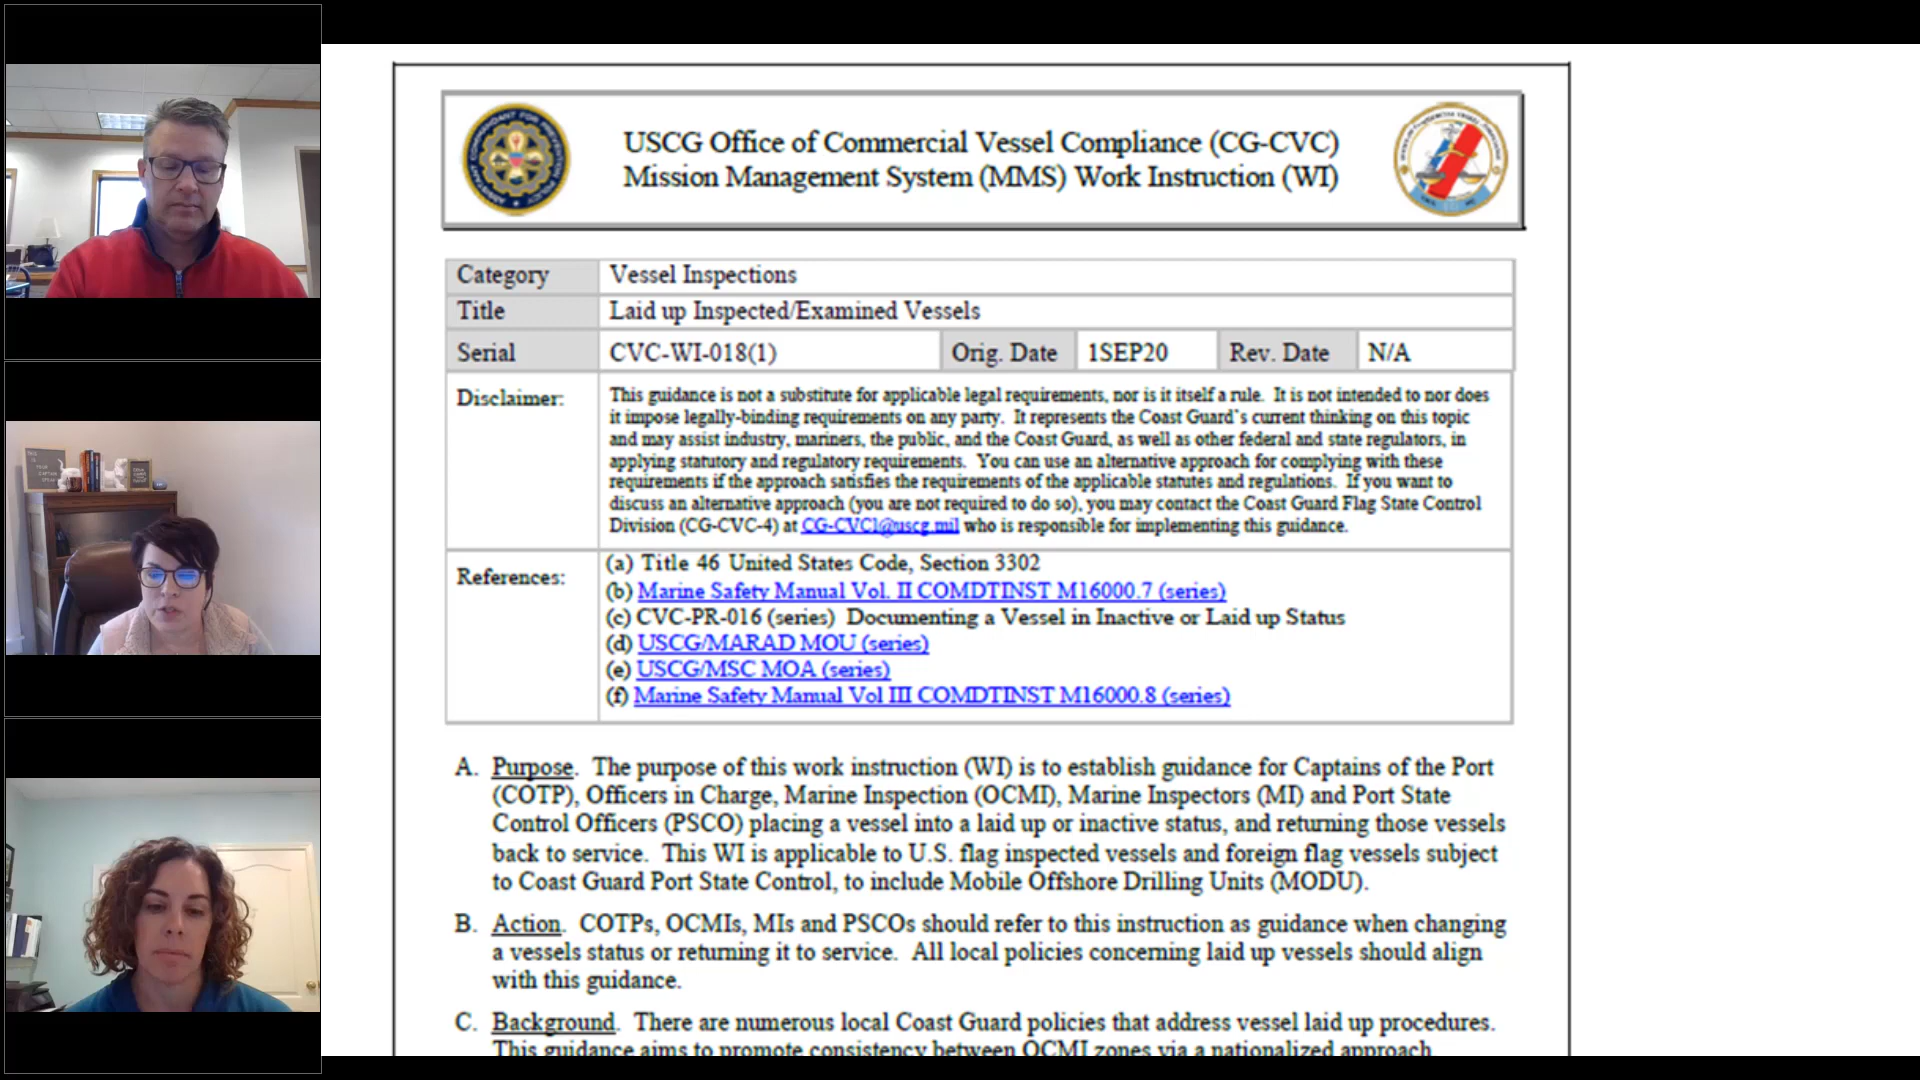 USCG Office of Commercial Vessel Compliance (CG-CVC)
Mission Management System (MMS) Work Instruction (WI)
Category Vessel Inspections
Title Laid up Inspected/Examined Vessels
Serial CVC-WI-018(1) Orig. Date 1SEP20 Rev. Date N/A
Disclaimer: This guidance is not a substitute for applicable legal requirements, nor is it itself a rule. It is not intended to nor does
it impose legally-binding requirements on any party. It represents the Coast Guard's current thinking on this topic
and may assist industry, mariners, the public, and the Coast Guard, as well as other federal and state regulators, in
applying statutory and regulatory requirements. You can use an alternative approach for complying with these
requirements if the approach satisfies the requirements of the applicable statutes and regulations. If you want to
discuss an alternative approach (you are not required to do so), you may contact the Coast Guard Flag State Control
Division (CG-CVC-4) at CG-CVC1@uscg.mil who is responsible for implementing this guidance.
References: (a) Title 46 United States Code, Section 3302
(b) Marine Safety Manual Vol. II COMDTINST M16000.7 (series)
(c) CVC-PR-016 (series) Documenting a Vessel in Inactive or Laid up Status
(d) USCG/MARAD MOU (series)
(e) USCG/MSC MOA (series)
(f) Marine Safety Manual Vol III COMDTINST M16000.8 (series)
A. Purpose. The purpose of this work instruction (WI) is to establish guidance for Captains of the Port
(COTP), Officers in Charge, Marine Inspection (OCMI), Marine Inspectors (MI) and Port State
Control Officers (PSCO) placing a vessel into a laid up or inactive status, and returning those vessels
back to service. This WI is applicable to U.S. flag inspected vessels and foreign flag vessels subject
to Coast Guard Port State Control, to include Mobile Offshore Drilling Units (MODU).
B. Action. COTPs, OCMIs, MIs and PSCOs should refer to this instruction as guidance when changing
a vessels status or returning it to service. All local policies concerning laid up vessels should align
with this guidance.
C. Background. There are numerous local Coast Guard policies that address vessel laid up procedures.
This guidance aims to promote consistency between OCMI zones via a nationalized approach